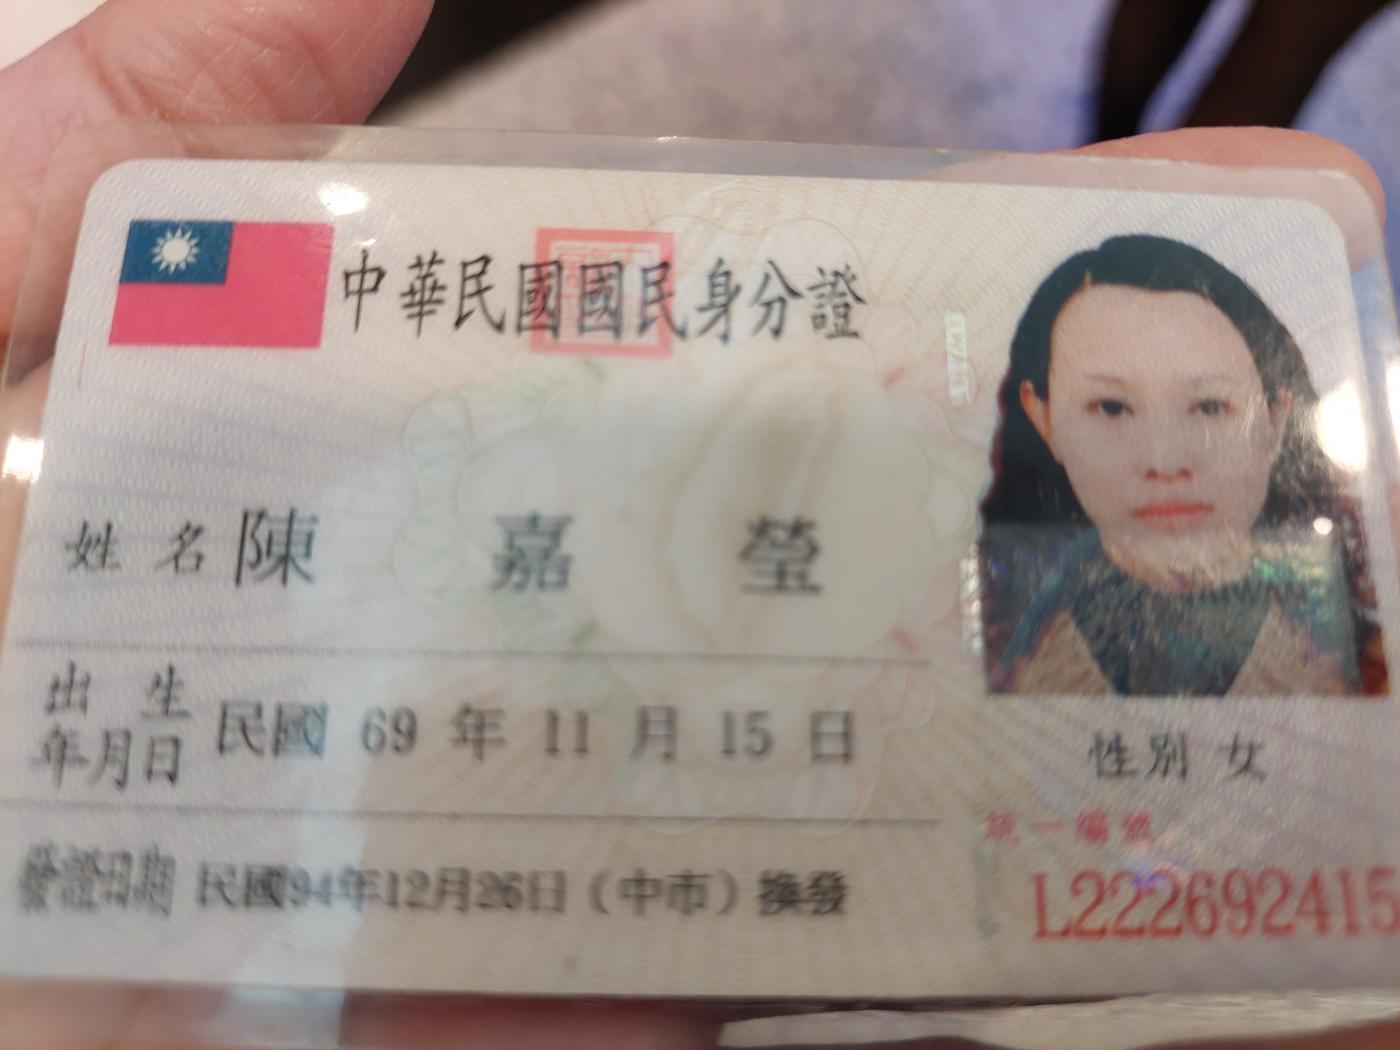 中華民國國民身分證
姓名 陳嘉瑩
出生年月日 民國 69 年 11 月 15 日
發證日期 民國94年12月26日（中市）換發
性別 女
統一編號
L222692415